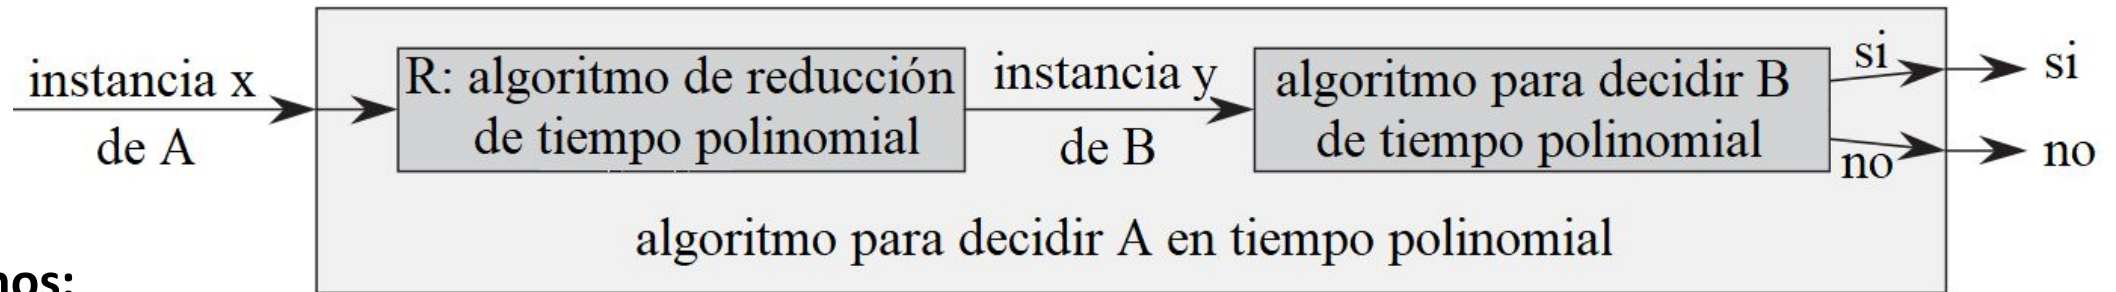 instancia x
de A
R: algoritmo de reducción
de tiempo polinomial
instancia y
de B
algoritmo para decidir B
de tiempo polinomial
si
no
si
no
algoritmo para decidir A en tiempo polinomial